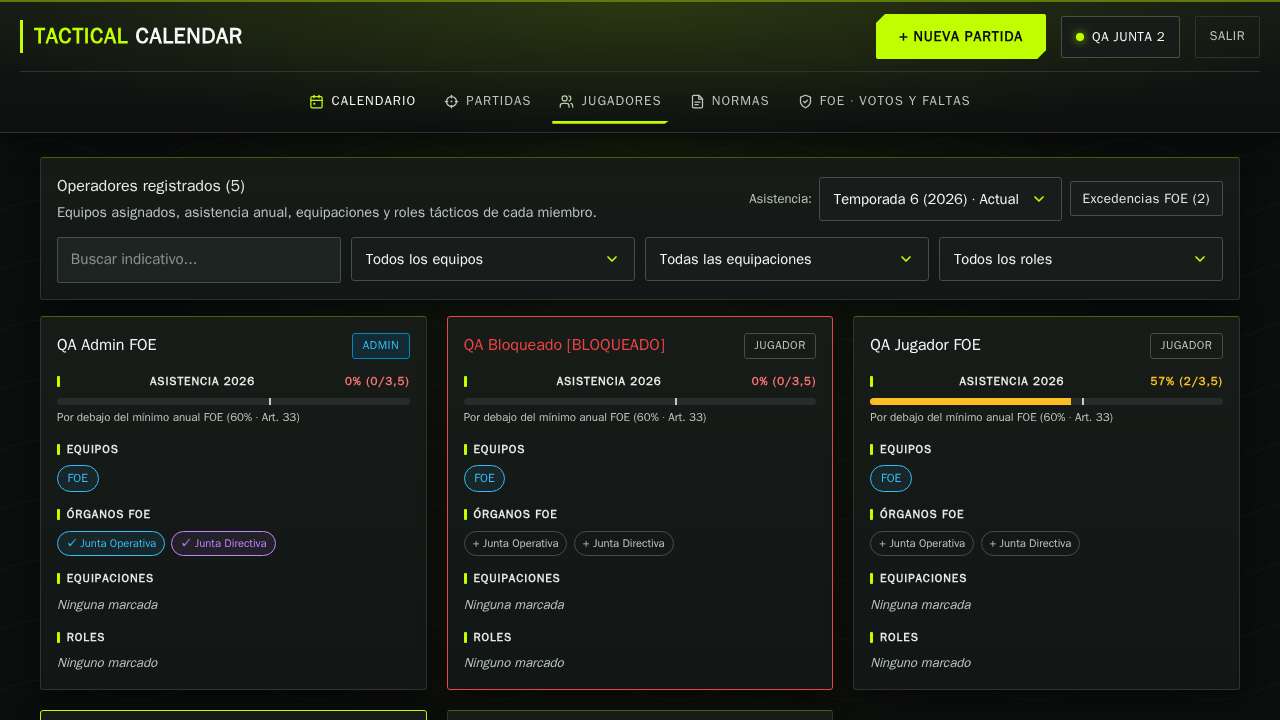 TACTICAL CALENDAR
+ NUEVA PARTIDA
QA JUNTA 2
SALIR
CALENDARIO
PARTIDAS
JUGADORES
NORMAS
FOE · VOTOS Y FALTAS
Operadores registrados (5)
Equipos asignados, asistencia anual, equipaciones y roles tácticos de cada miembro.
Asistencia:
Temporada 6 (2026) · Actual
Excedencias FOE (2)
Buscar indicativo...
Todos los equipos
Todas las equipaciones
Todos los roles
QA Admin FOE
ADMIN
ASISTENCIA 2026
0% (0/3,5)
Por debajo del mínimo anual FOE (60% · Art. 33)
EQUIPOS
FOE
ÓRGANOS FOE
✓ Junta Operativa
✓ Junta Directiva
EQUIPACIONES
Ninguna marcada
ROLES
Ninguno marcado
QA Bloqueado [BLOQUEADO]
JUGADOR
ASISTENCIA 2026
0% (0/3,5)
Por debajo del mínimo anual FOE (60% · Art. 33)
EQUIPOS
FOE
ÓRGANOS FOE
+ Junta Operativa
+ Junta Directiva
EQUIPACIONES
Ninguna marcada
ROLES
Ninguno marcado
QA Jugador FOE
JUGADOR
ASISTENCIA 2026
57% (2/3,5)
Por debajo del mínimo anual FOE (60% · Art. 33)
EQUIPOS
FOE
ÓRGANOS FOE
+ Junta Operativa
+ Junta Directiva
EQUIPACIONES
Ninguna marcada
ROLES
Ninguno marcado